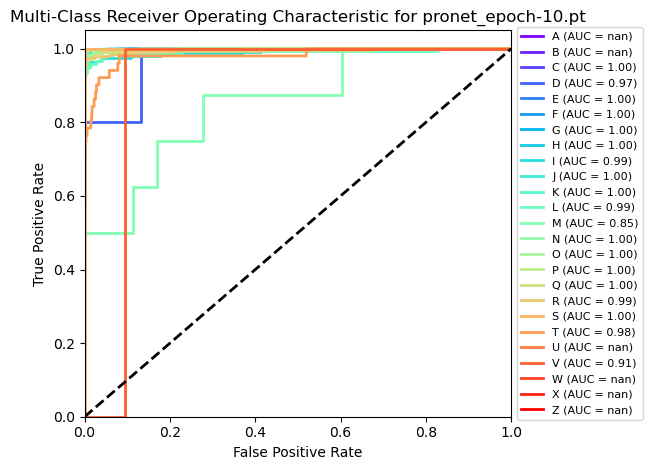 Multi-Class Receiver Operating Characteristic for pronet_epoch-10.pt
1.0
0.8
0.6
0.4
0.2
0.0
True Positive Rate
0.0 0.2 0.4 0.6 0.8 1.0
False Positive Rate
A (AUC = nan)
B (AUC = nan)
C (AUC = 1.00)
D (AUC = 0.97)
E (AUC = 1.00)
F (AUC = 1.00)
G (AUC = 1.00)
H (AUC = 1.00)
I (AUC = 0.99)
J (AUC = 1.00)
K (AUC = 1.00)
L (AUC = 0.99)
M (AUC = 0.85)
N (AUC = 1.00)
O (AUC = 1.00)
P (AUC = 1.00)
Q (AUC = 1.00)
R (AUC = 0.99)
S (AUC = 1.00)
T (AUC = 0.98)
U (AUC = nan)
V (AUC = 0.91)
W (AUC = nan)
X (AUC = nan)
Z (AUC = nan)